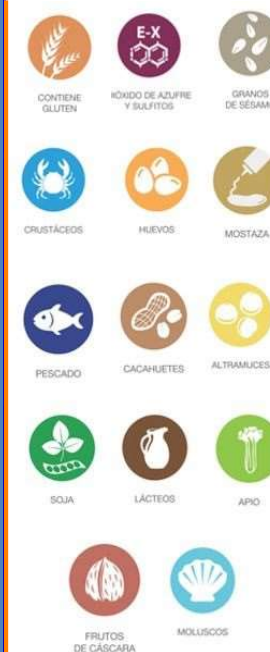 E-X
CONTIENE
GLUTEN
IÓXIDO DE AZUFRE
Y SULFITOS
GRANOS
DE SÉSAM
CRUSTÁCEOS
HUEVOS
MOSTAZA
PESCADO
CACAHUETES
ALTRAMUCES
SOJA
LÁCTEOS
APIO
FRUTOS
DE CÁSCARA
MOLUSCOS